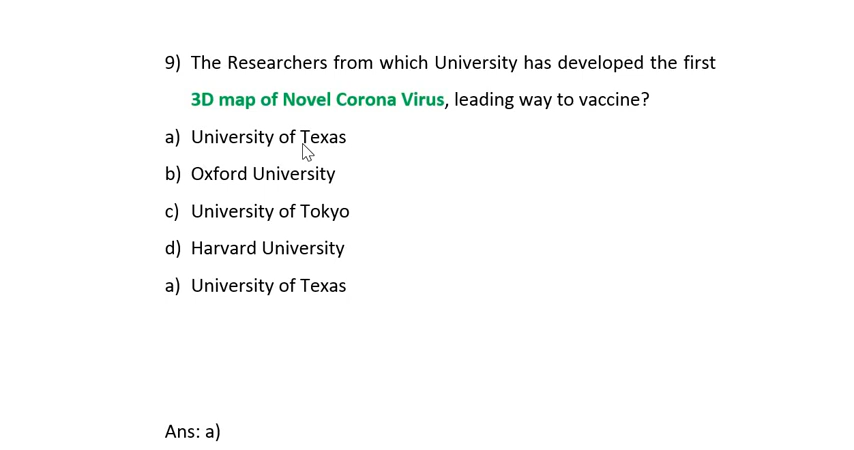 9) The Researchers from which University has developed the first
3D map of Novel Corona Virus, leading way to vaccine?
a) University of Texas
b) Oxford University
c) University of Tokyo
d) Harvard University
a) University of Texas
Ans: a)